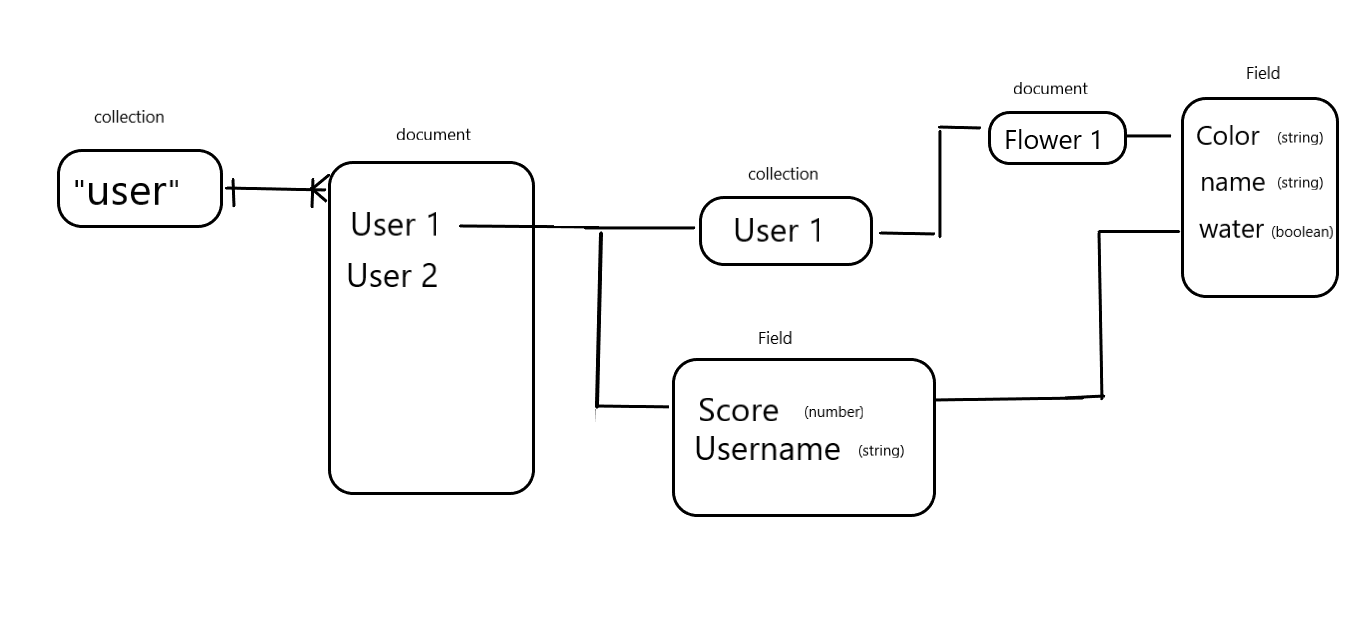 collection
"user"
document
User 1
User 2
collection
User 1
document
Flower 1
Field
Color (string)
name (string)
water (boolean)
Field
Score (number)
Username (string)